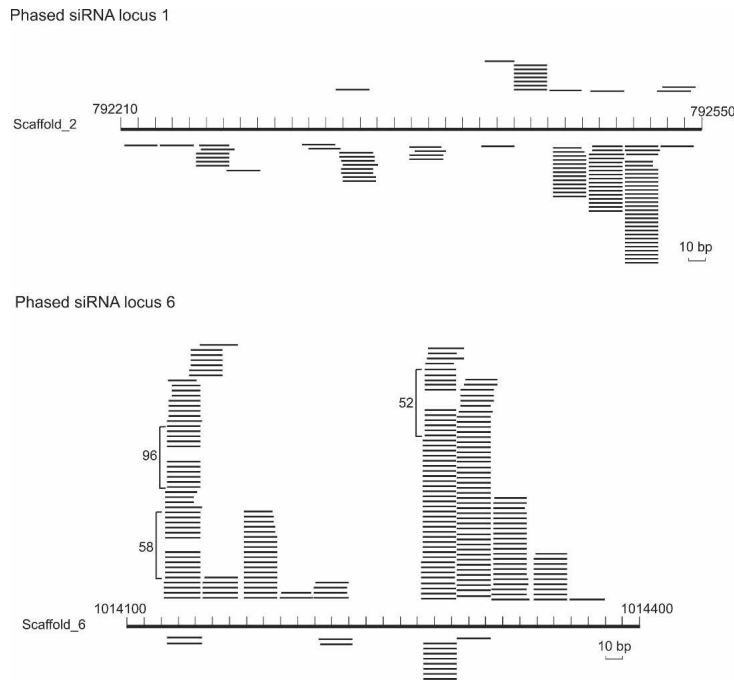 Phased siRNA locus 1
792210
792550
Scaffold_2
10 bp
Phased siRNA locus 6
52
96
58
1014100
1014400
Scaffold_6
10 bp